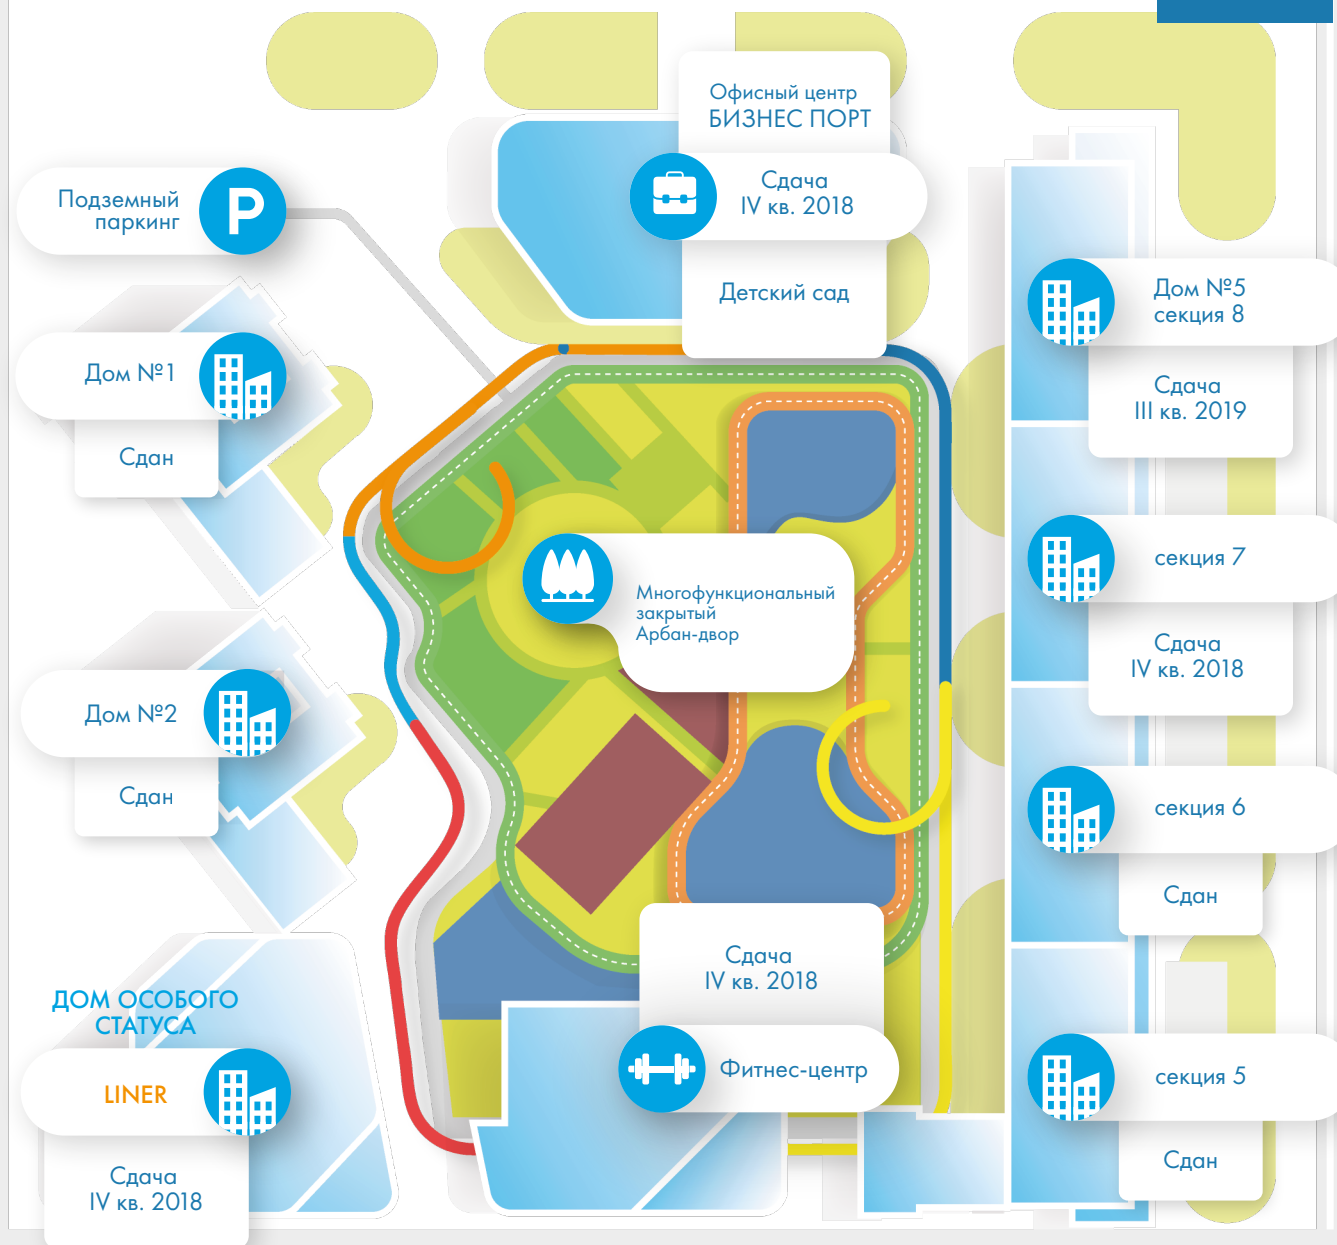 Офисный центр
БИЗНЕС ПОРТ
Сдача
IV кв. 2018
Детский сад
Подземный
паркинг
P
Дом №1
Сдан
Дом №2
Сдан
ДОМ ОСОБОГО
СТАТУСА
LINER
Сдача
IV кв. 2018
Многофункциональный
закрытый
Арбан-двор
Сдача
IV кв. 2018
Фитнес-центр
Дом №5
секция 8
Сдача
III кв. 2019
секция 7
Сдача
IV кв. 2018
секция 6
Сдан
секция 5
Сдан